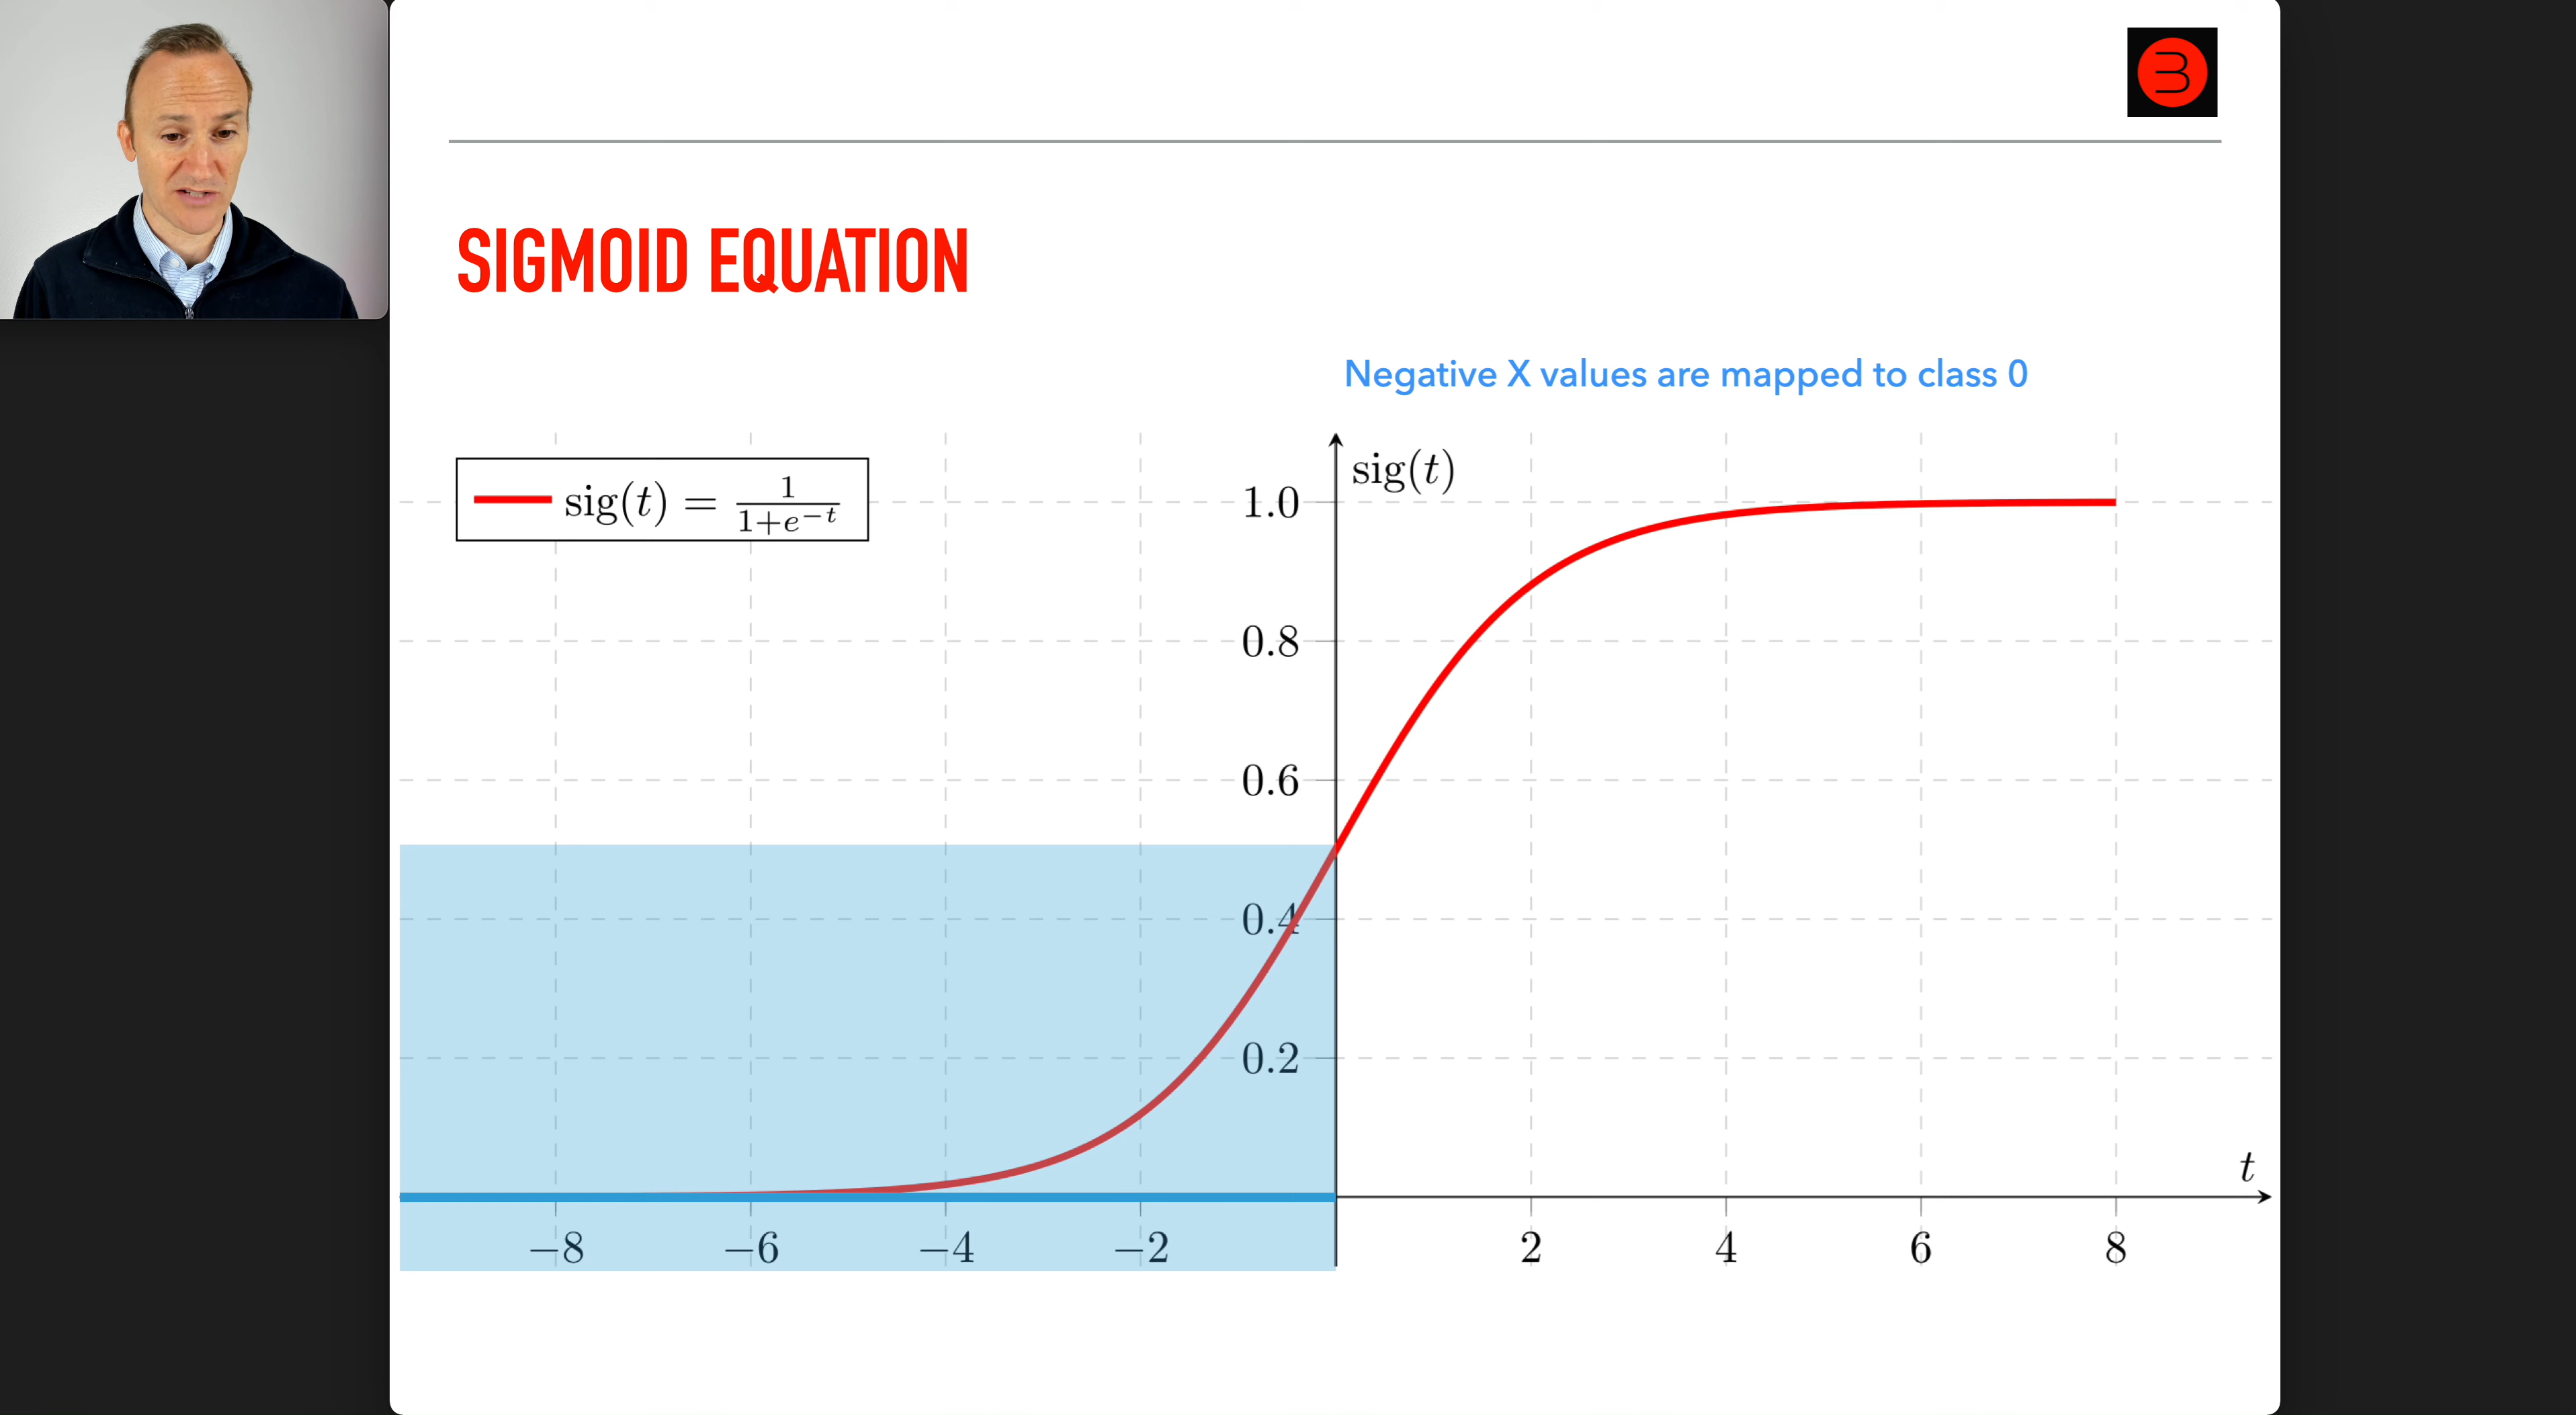 SIGMOID EQUATION
Negative X values are mapped to class 0
sig(t) = 1/(1+e^{-t})
sig(t)
1.0
0.8
0.6
0.4
0.2
t
−8 −6 −4 −2 2 4 6 8